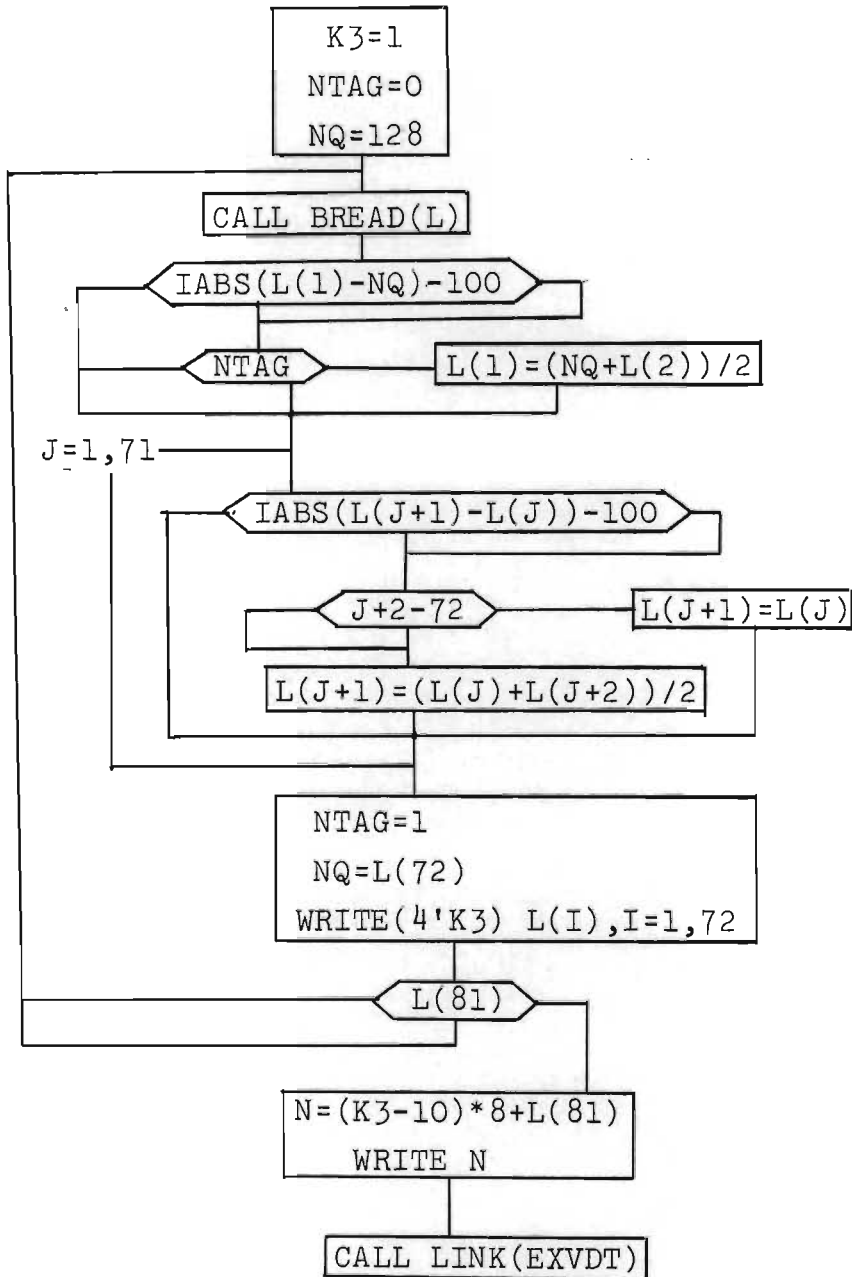 K3=1
NTAG=0
NQ=128
CALL BREAD(L)
IABS(L(1)-NQ)-100
NTAG
L(1)=(NQ+L(2))/2
J=1,71
IABS(L(J+1)-L(J))-100
J+2-72
L(J+1)=L(J)
L(J+1)=(L(J)+L(J+2))/2
NTAG=1
NQ=L(72)
WRITE(4'K3) L(I),I=1,72
L(81)
N=(K3-10)*8+L(81)
WRITE N
CALL LINK(EXVDT)